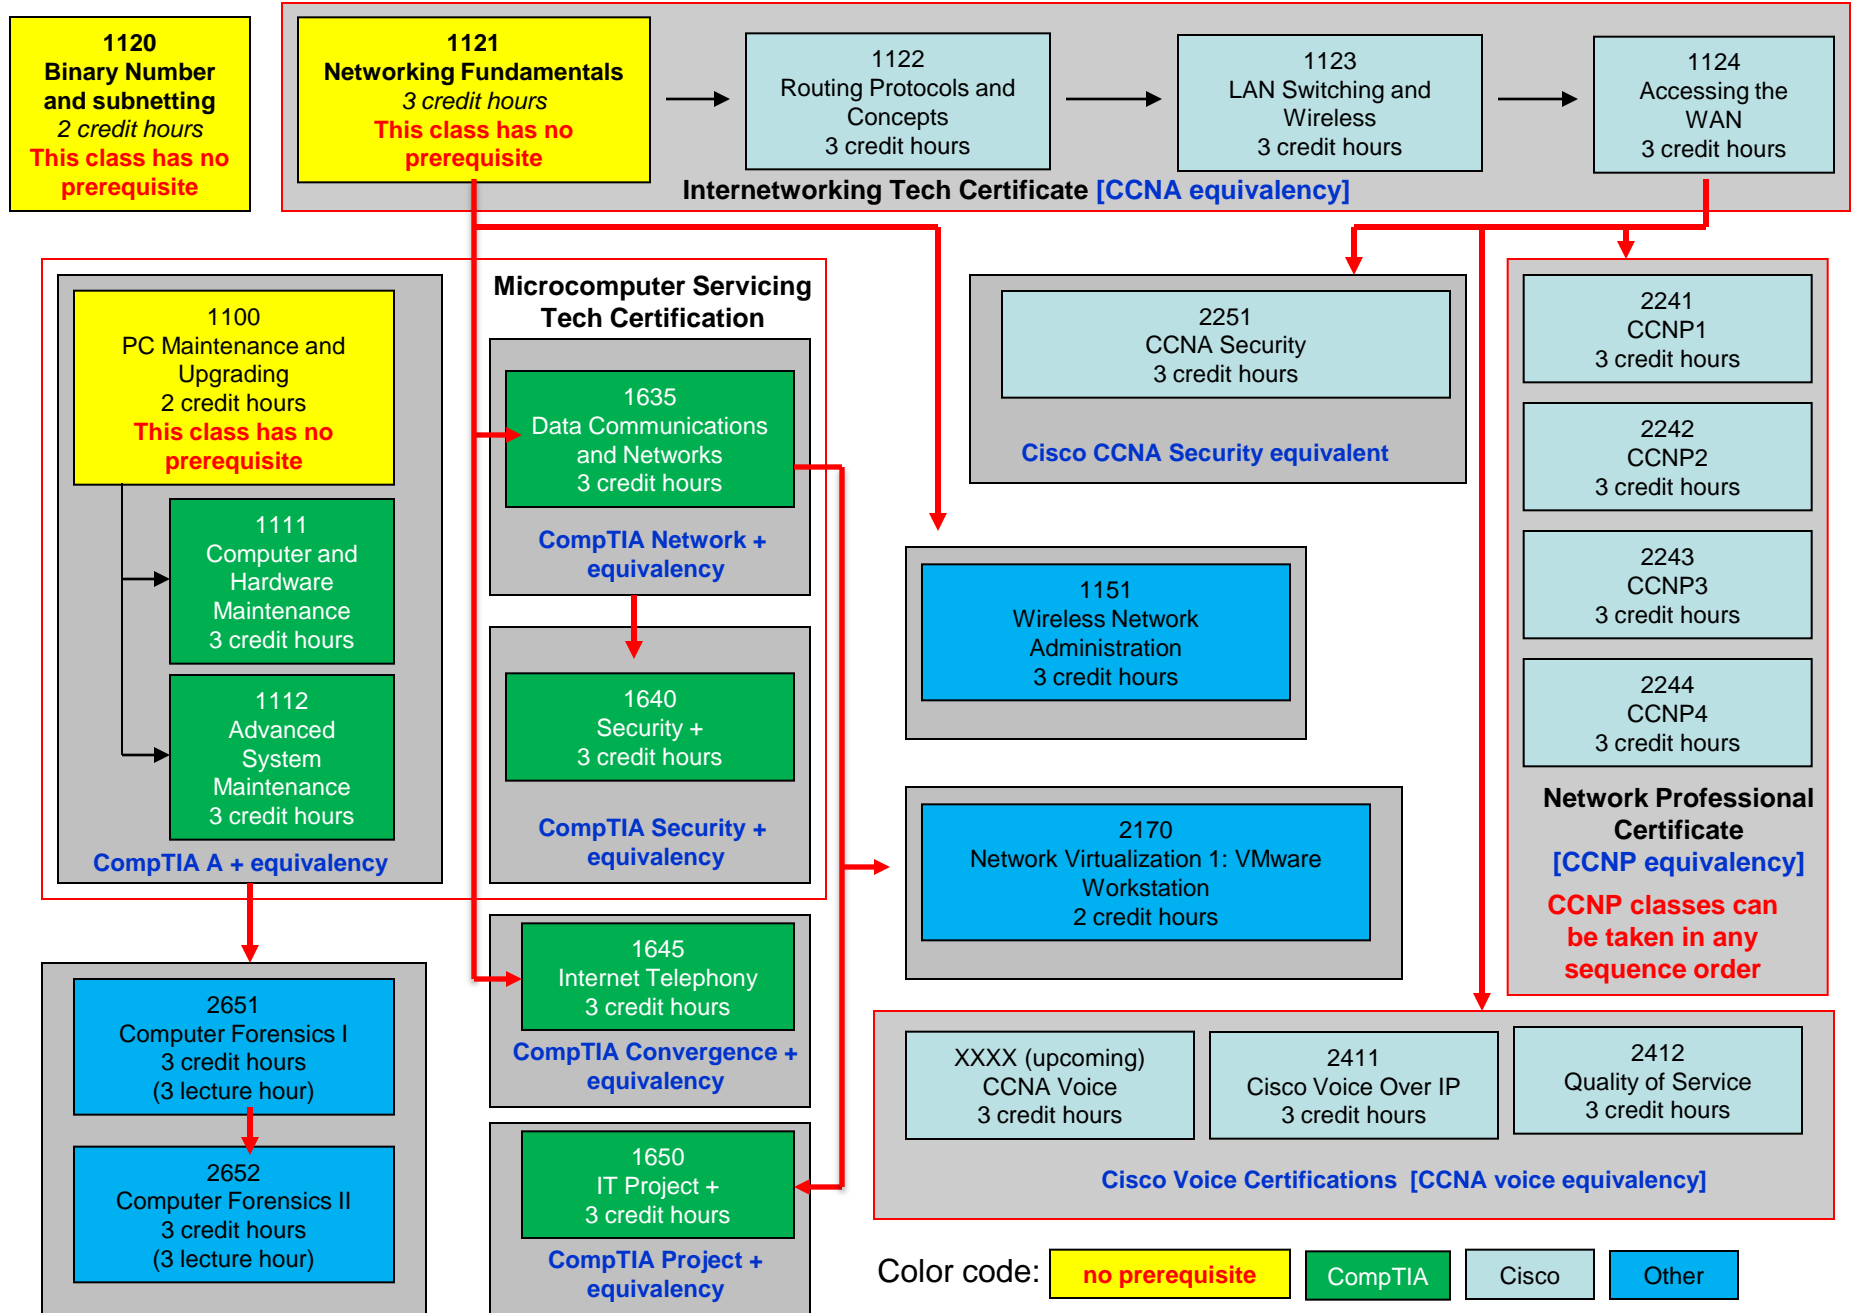 1120
Binary Number
and subnetting
2 credit hours
This class has no
prerequisite
1121
Networking Fundamentals
3 credit hours
This class has no
prerequisite
1122
Routing Protocols and
Concepts
3 credit hours
1123
LAN Switching and
Wireless
3 credit hours
1124
Accessing the
WAN
3 credit hours
Internetworking Tech Certificate [CCNA equivalency]
Microcomputer Servicing
Tech Certification
1100
PC Maintenance and
Upgrading
2 credit hours
This class has no
prerequisite
1111
Computer and
Hardware
Maintenance
3 credit hours
1112
Advanced
System
Maintenance
3 credit hours
CompTIA A + equivalency
1635
Data Communications
and Networks
3 credit hours
CompTIA Network +
equivalency
1640
Security +
3 credit hours
CompTIA Security +
equivalency
2251
CCNA Security
3 credit hours
Cisco CCNA Security equivalent
1151
Wireless Network
Administration
3 credit hours
2170
Network Virtualization 1: VMware
Workstation
2 credit hours
2241
CCNP1
3 credit hours
2242
CCNP2
3 credit hours
2243
CCNP3
3 credit hours
2244
CCNP4
3 credit hours
Network Professional
Certificate
[CCNP equivalency]
CCNP classes can
be taken in any
sequence order
2651
Computer Forensics I
3 credit hours
(3 lecture hour)
2652
Computer Forensics II
3 credit hours
(3 lecture hour)
1645
Internet Telephony
3 credit hours
CompTIA Convergence +
equivalency
1650
IT Project +
3 credit hours
CompTIA Project +
equivalency
XXXX (upcoming)
CCNA Voice
3 credit hours
2411
Cisco Voice Over IP
3 credit hours
2412
Quality of Service
3 credit hours
Cisco Voice Certifications [CCNA voice equivalency]
Color code:
no prerequisite
CompTIA
Cisco
Other